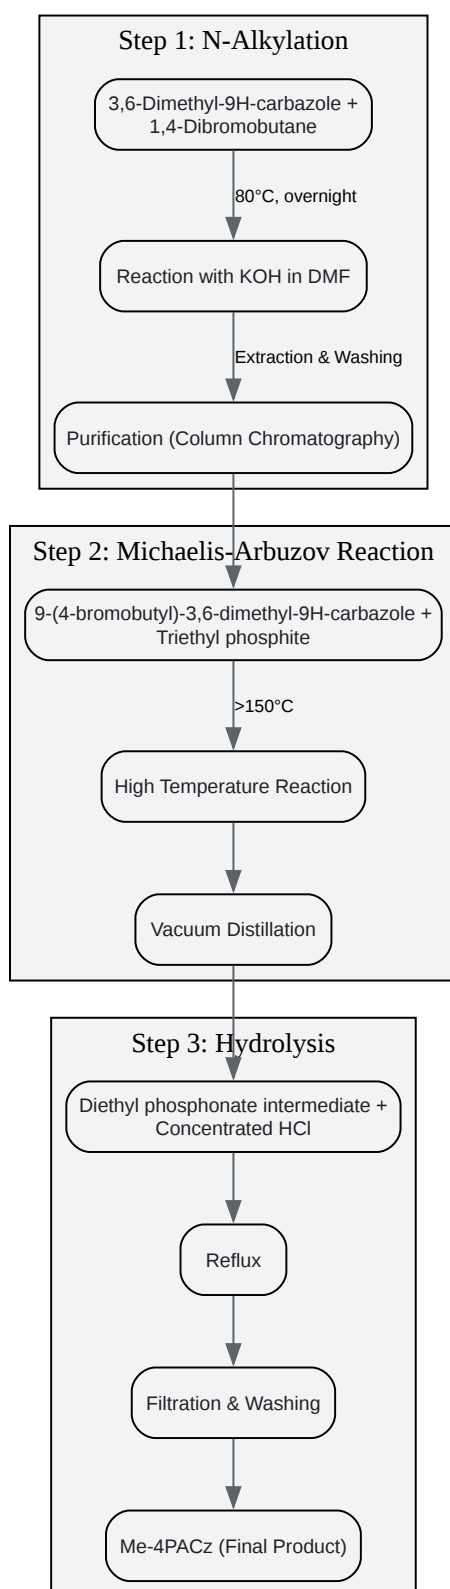 Step 1: N-Alkylation
3,6-Dimethyl-9H-carbazole +
1,4-Dibromobutane
80°C, overnight
Reaction with KOH in DMF
Extraction & Washing
Purification (Column Chromatography)
Step 2: Michaelis-Arbuzov Reaction
9-(4-bromobutyl)-3,6-dimethyl-9H-carbazole +
Triethyl phosphite
>150°C
High Temperature Reaction
Vacuum Distillation
Step 3: Hydrolysis
Diethyl phosphonate intermediate +
Concentrated HCl
Reflux
Filtration & Washing
Me-4PACz (Final Product)